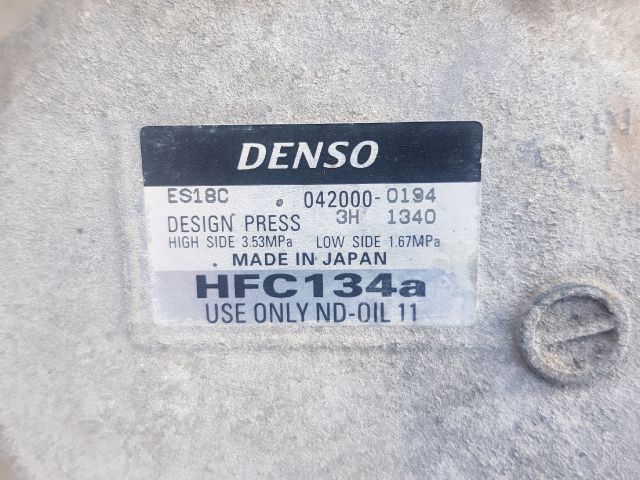 DENSO
ES18C 042000-0194
DESIGN PRESS 3H 1340
HIGH SIDE 3.53MPa LOW SIDE 1.67MPa
MADE IN JAPAN
HFC134a
USE ONLY ND-OIL 11